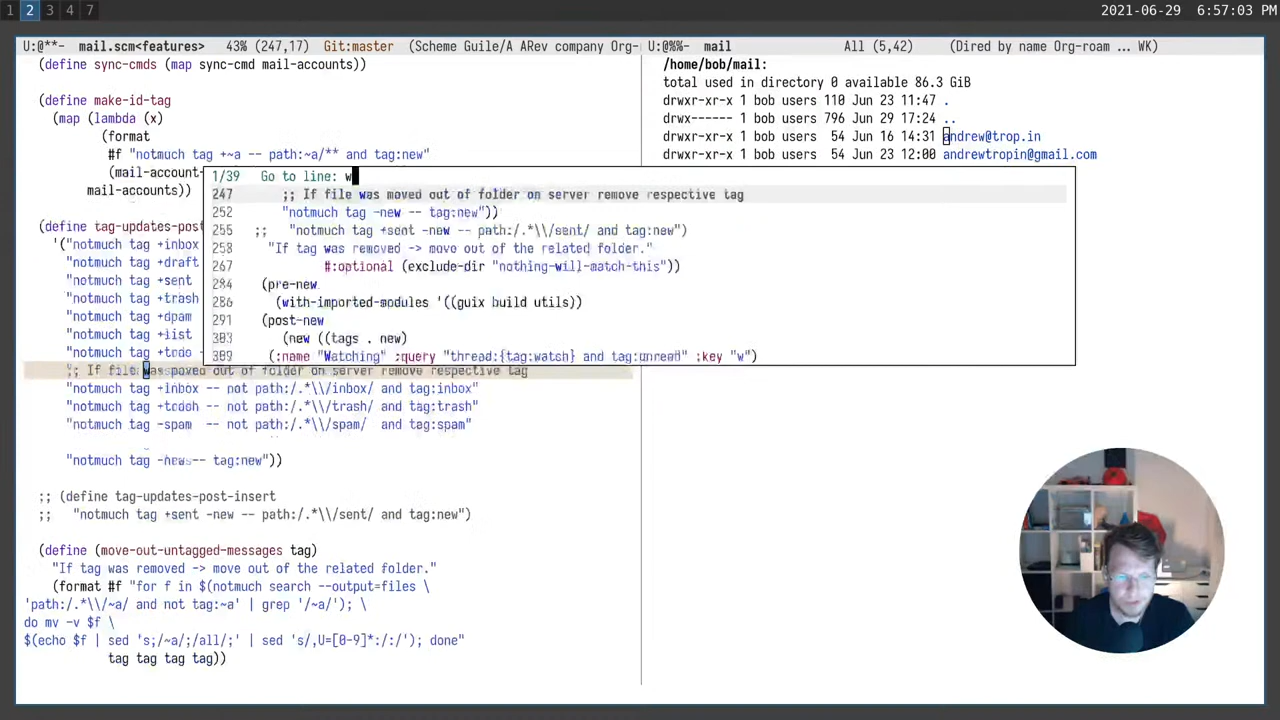 1 2 3 4 7
2021-06-29 6:57:03 PM
U:@**- mail.scm<features> 43% (247,17) Git:master (Scheme Guile/A ARev company Org-
U:@%%- mail All (5,42) (Dired by name Org-roam ... WK)
(define sync-cmds (map sync-cmd mail-accounts))
(define make-id-tag
(map (lambda (x)
(format
#f "notmuch tag +~a -- path:~a/** and tag:new"
(mail-accoun
mail-accounts))
(define tag-updates-post
'("notmuch tag +inbox
"notmuch tag +draft
"notmuch tag +sent
"notmuch tag +trash
"notmuch tag +spam
"notmuch tag +list
"notmuch tag +todo -
;; If file was moved out of folder on server remove respective tag
"notmuch tag +inbox -- not path:/.*\\/inbox/ and tag:inbox"
-- not path:/.*\\/trash/ and tag:trash"
"notmuch tag -spam -- not path:/.*\\/spam/ and tag:spam"
"notmuch tag -new -- tag:new"))
;; (define tag-updates-post-insert
;; "notmuch tag +sent -new -- path:/.*\\/sent/ and tag:new")
(define (move-out-untagged-messages tag)
"If tag was removed -> move out of the related folder."
(format #f "for f in $(notmuch search --output=files \
'path:/.*\\/~a/ and not tag:~a' | grep '/~a/'); \
do mv -v $f \
$(echo $f | sed 's;/~a/;/all/;' | sed 's/,U=[0-9]*:/:/'); done"
tag tag tag tag))
1/39 Go to line: w
247 ;; If file was moved out of folder on server remove respective tag
252 "notmuch tag -new -- tag:new"))
255 ;; "notmuch tag +sent -new -- path:/.*\\/sent/ and tag:new")
258 "If tag was removed -> move out of the related folder."
267 #:optional (exclude-dir "nothing-will-match-this"))
284 (pre-new
286 (with-imported-modules '((guix build utils))
291 (post-new
303 (new ((tags . new)
309 (:name "Watching" :query "thread:{tag:watch} and tag:unread" :key "w")
/home/bob/mail:
total used in directory 0 available 86.3 GiB
drwxr-xr-x 1 bob users 110 Jun 23 11:47 .
drwx------ 1 bob users 796 Jun 29 17:24 ..
drwxr-xr-x 1 bob users 54 Jun 16 14:31 andrew@trop.in
drwxr-xr-x 1 bob users 54 Jun 23 12:00 andrewtropin@gmail.com